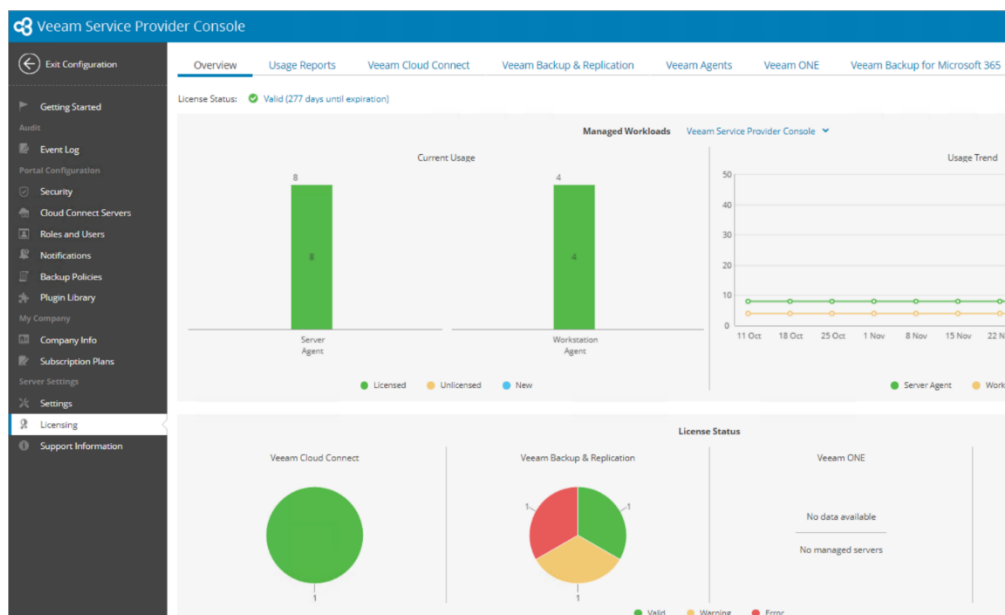 Veeam Service Provider Console
Exit Configuration
Getting Started
Audit
Event Log
Portal Configuration
Security
Cloud Connect Servers
Roles and Users
Notifications
Backup Policies
Plugin Library
My Company
Company Info
Subscription Plans
Server Settings
Settings
Licensing
Support Information
Overview Usage Reports Veeam Cloud Connect Veeam Backup & Replication Veeam Agents Veeam ONE Veeam Backup for Microsoft 365
License Status: Valid (277 days until expiration)
Managed Workloads Veeam Service Provider Console
Current Usage
8
8
Server
Agent
4
4
Workstation
Agent
Licensed Unlicensed New
Usage Trend
50
40
30
20
10
0
11 Oct 18 Oct 25 Oct 1 Nov 8 Nov 15 Nov 22 N
Server Agent Work
License Status
Veeam Cloud Connect
1
Veeam Backup & Replication
1 1
1
Veeam ONE
No data available
No managed servers
Valid Warning Error